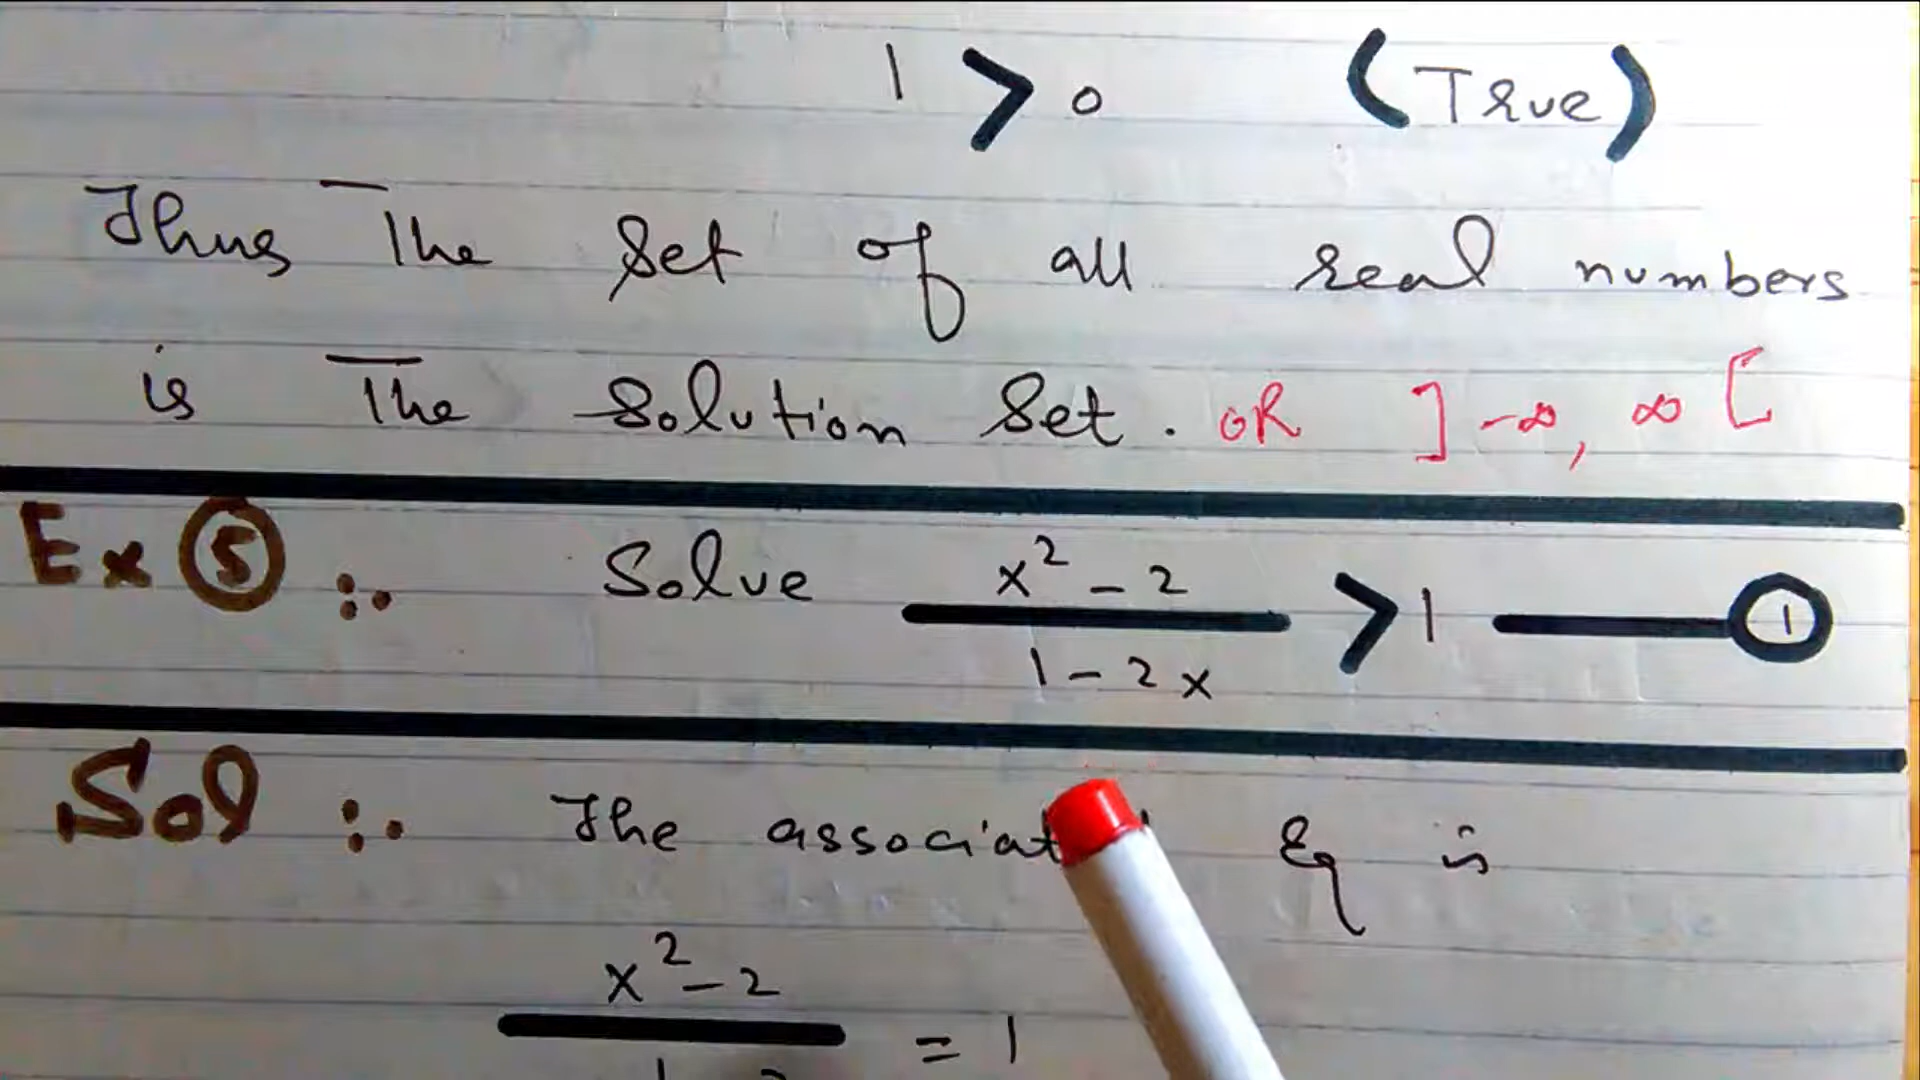 1 > 0 (True)
Thus The Set of all real numbers
is The Solution Set. OR ]-∞, ∞[
Ex 5 :. Solve x² - 2 / 1 - 2x > 1 — 1
Sol :. The Eq is
x² - 2
= 1